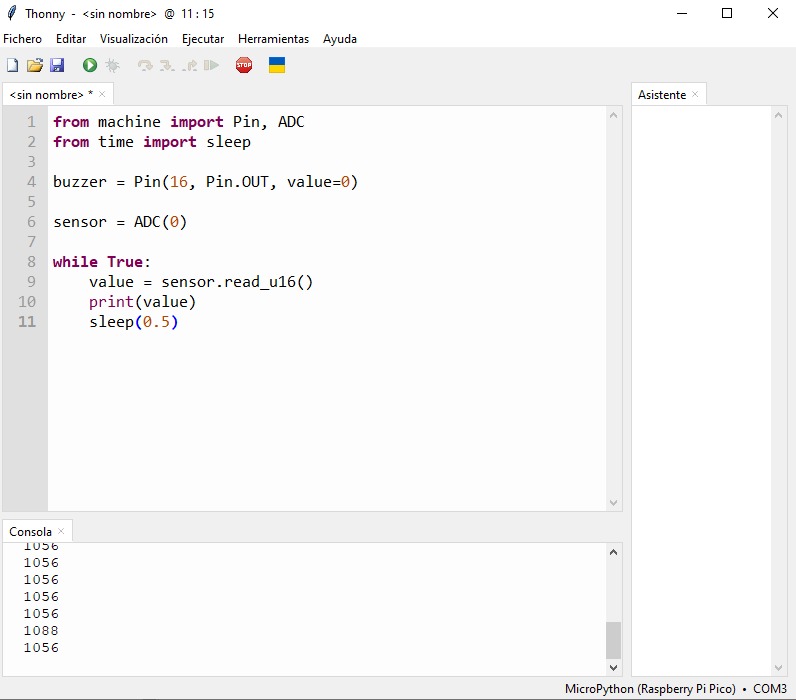 Thonny - <sin nombre> @ 11 : 15
Fichero Editar Visualización Ejecutar Herramientas Ayuda
STOP
<sin nombre> * ×
Asistente ×
1 from machine import Pin, ADC
2 from time import sleep
3
4 buzzer = Pin(16, Pin.OUT, value=0)
5
6 sensor = ADC(0)
7
8 while True:
9     value = sensor.read_u16()
10     print(value)
11     sleep(0.5)
Consola ×
1056
1056
1056
1056
1056
1088
1056
MicroPython (Raspberry Pi Pico) • COM3